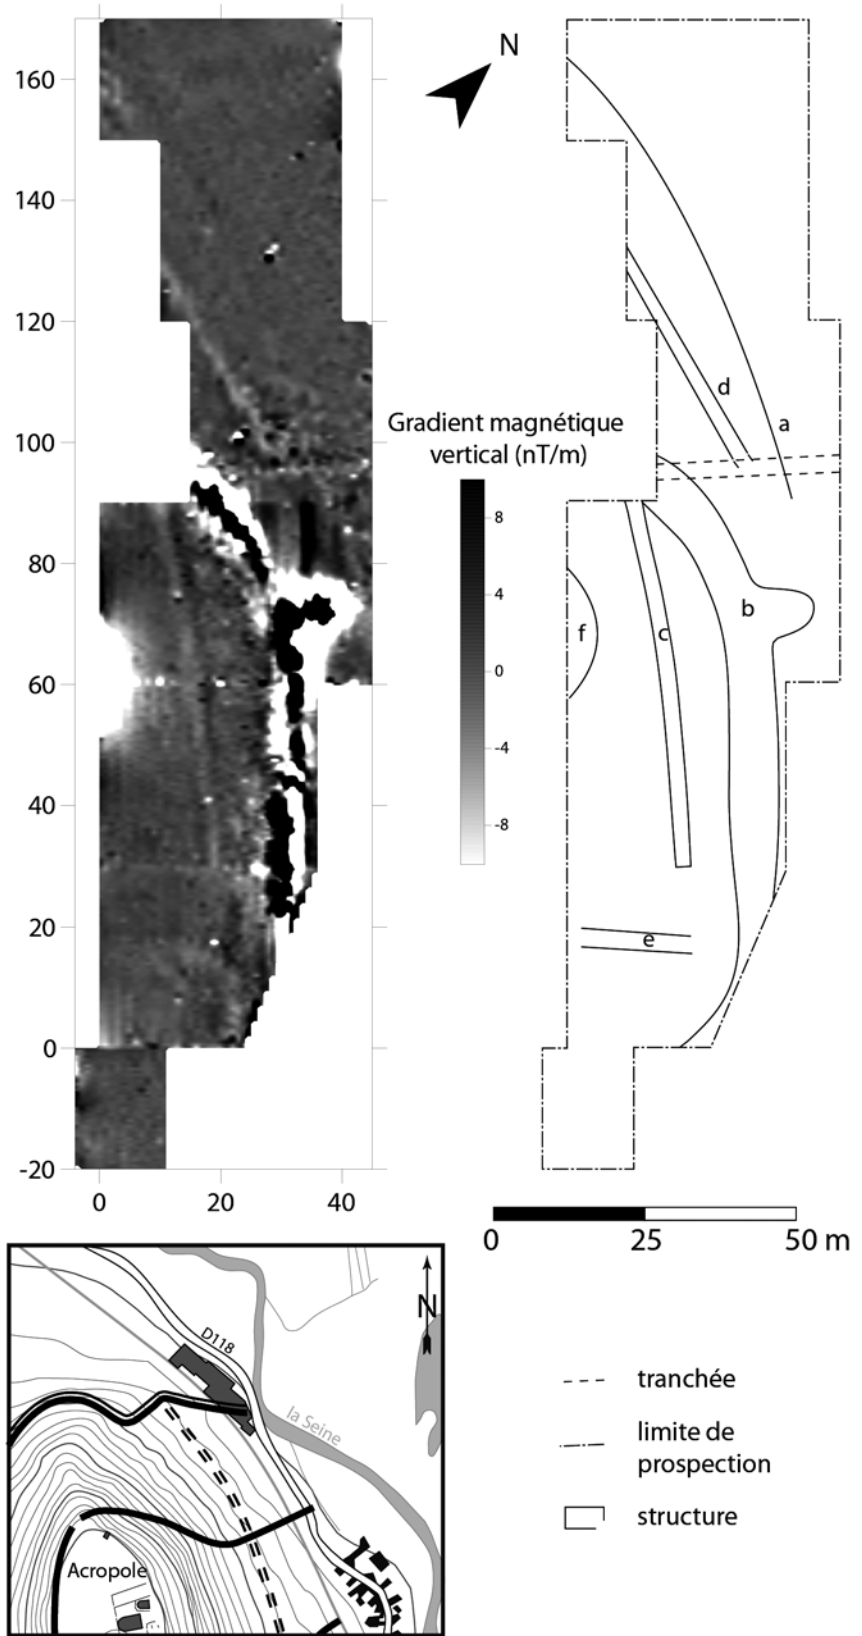 160
140
120
100
80
60
40
20
0
-20
0
20
40
Gradient magnétique
vertical (nT/m)
8
4
0
-4
-8
N
a
d
b
c
f
e
0
25
50 m
N
D118
la Seine
Acropole
tranchée
limite de
prospection
structure